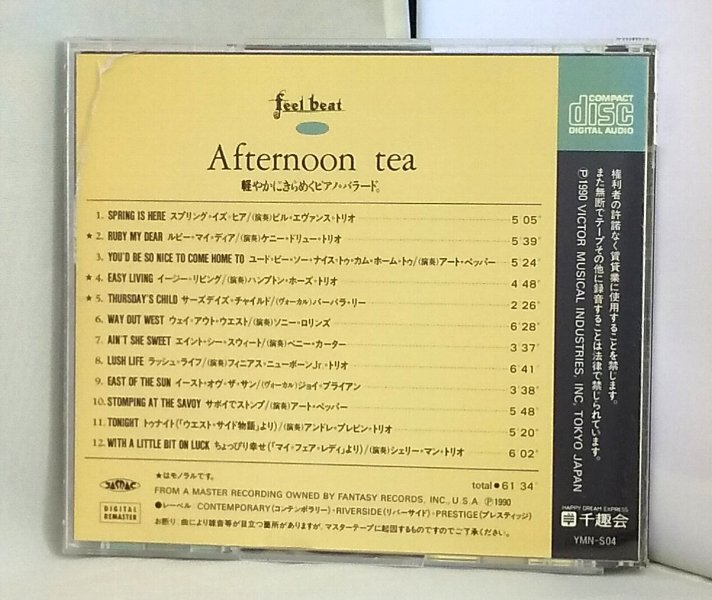 feel beat
Afternoon tea
軽やかにきらめくピアノ・バラード。
1. SPRING IS HERE スプリング・イズ・ヒア/(演奏)ビル・エヴァンス・トリオ 5'05"
★ 2. RUBY MY DEAR ルビー・マイ・ディア/(演奏)ケニー・ドリュー・トリオ 5'39"
3. YOU'D BE SO NICE TO COME HOME TO ユード・ビー・ソー・ナイス・トゥ・カム・ホーム・トゥ/(演奏)アート・ペッパー 5'24"
★ 4. EASY LIVING イージー・リビング/(演奏)ハンプトン・ホーズ・トリオ 4'48"
★ 5. THURSDAY'S CHILD サーズデイズ・チャイルド/(ヴォーカル)バーバラ・リー 2'26"
6. WAY OUT WEST ウェイ・アウト・ウエスト/(演奏)ソニー・ロリンズ 6'28"
7. AIN'T SHE SWEET エイント・シー・スウィート/(演奏)ベニー・カーター 3'37"
8. LUSH LIFE ラッシュ・ライフ/(演奏)フィニアス・ニューボーンJr.トリオ 6'41"
9. EAST OF THE SUN イースト・オヴ・ザ・サン/(ヴォーカル)ジョイ・ブライアン 3'38"
10. STOMPING AT THE SAVOY サボイでストンプ/(演奏)アート・ペッパー 5'48"
11. TONIGHT トゥナイト(「ウエスト・サイド物語」より)/(演奏)アンドレ・プレビン・トリオ 5'20"
12. WITH A LITTLE BIT ON LUCK ちょっぴり幸せ(「マイ・フェア・レディ」より)/(演奏)シェリー・マン・トリオ 6'02"
total●61'34"
JASRAC
DIGITAL
REMASTER
★はモノラルです。
FROM A MASTER RECORDING OWNED BY FANTASY RECORDS, INC., U.S.A. Ⓟ1990
●レーベル:CONTEMPORARY(コンテンポラリー)・RIVERSIDE(リバーサイド)・PRESTIGE(プレスティッジ)
お断り:曲により雑音等が目立つ箇所がありますが、マスターテープに起因するものですのでご了承ください。
COMPACT
disc
DIGITAL AUDIO
権利者の許諾なく賃貸業に使用することを禁じます。
また無断でテープその他に録音することは法律で禁じられています。
Ⓟ1990 VICTOR MUSICAL INDUSTRIES, INC. TOKYO JAPAN
HAPPY DREAM EXPRESS
千趣会
YMN-S04